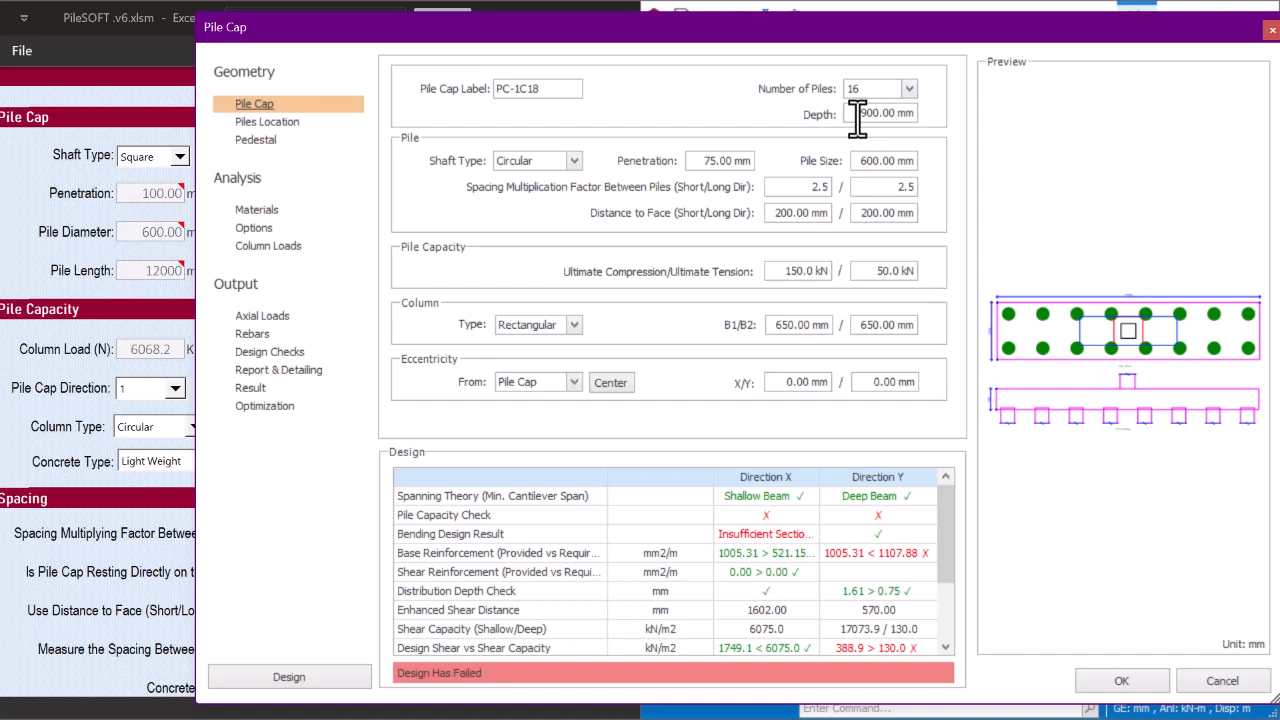 PileSOFT .v6.xlsm - Exce
Pile Cap
File
Pile Cap
Shaft Type: Square
Penetration: 100.00 m
Pile Diameter: 600.00 m
Pile Length: 12000 m
Pile Capacity
Column Load (N): 6068.2 K
Pile Cap Direction: 1
Column Type: Circular
Concrete Type: Light Weight
Spacing
Spacing Multiplying Factor Betwee
Is Pile Cap Resting Directly on t
Use Distance to Face (Short/Lo
Measure the Spacing Betwee
Concrete
Geometry
Pile Cap
Piles Location
Pedestal
Analysis
Materials
Options
Column Loads
Output
Axial Loads
Rebars
Design Checks
Report & Detailing
Result
Optimization
Design
Pile Cap Label: PC-1C18 Number of Piles: 16
Depth: 900.00 mm
Pile
Shaft Type: Circular Penetration: 75.00 mm Pile Size: 600.00 mm
Spacing Multiplication Factor Between Piles (Short/Long Dir): 2.5 / 2.5
Distance to Face (Short/Long Dir): 200.00 mm / 200.00 mm
Pile Capacity
Ultimate Compression/Ultimate Tension: 150.0 kN / 50.0 kN
Column
Type: Rectangular B1/B2: 650.00 mm / 650.00 mm
Eccentricity
From: Pile Cap Center X/Y: 0.00 mm / 0.00 mm
Design
Direction X Direction Y
Spanning Theory (Min. Cantilever Span) Shallow Beam ✓ Deep Beam ✓
Pile Capacity Check ✗ ✗
Bending Design Result Insufficient Sectio... ✓
Base Reinforcement (Provided vs Requir... mm2/m 1005.31 > 521.15... 1005.31 < 1107.88 ✗
Shear Reinforcement (Provided vs Requi... mm2/m 0.00 > 0.00 ✓
Distribution Depth Check mm ✓ 1.61 > 0.75 ✓
Enhanced Shear Distance mm 1602.00 570.00
Shear Capacity (Shallow/Deep) kN/m2 6075.0 17073.9 / 130.0
Design Shear vs Shear Capacity kN/m2 1749.1 < 6075.0 ✓ 388.9 > 130.0 ✗
Design Has Failed
Preview
Unit: mm
OK Cancel
Enter Command... GE: mm , Anl: kN-m , Disp: m